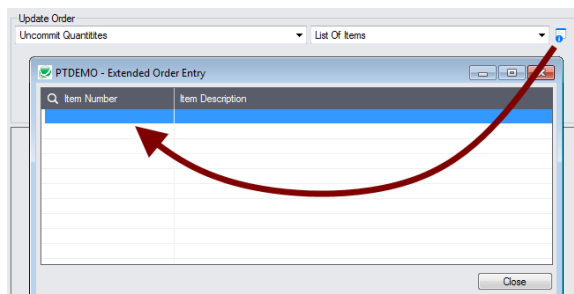 Update Order
Uncommit Quantitites
List Of Items
PTDEMO - Extended Order Entry
Item Number
Item Description
Close